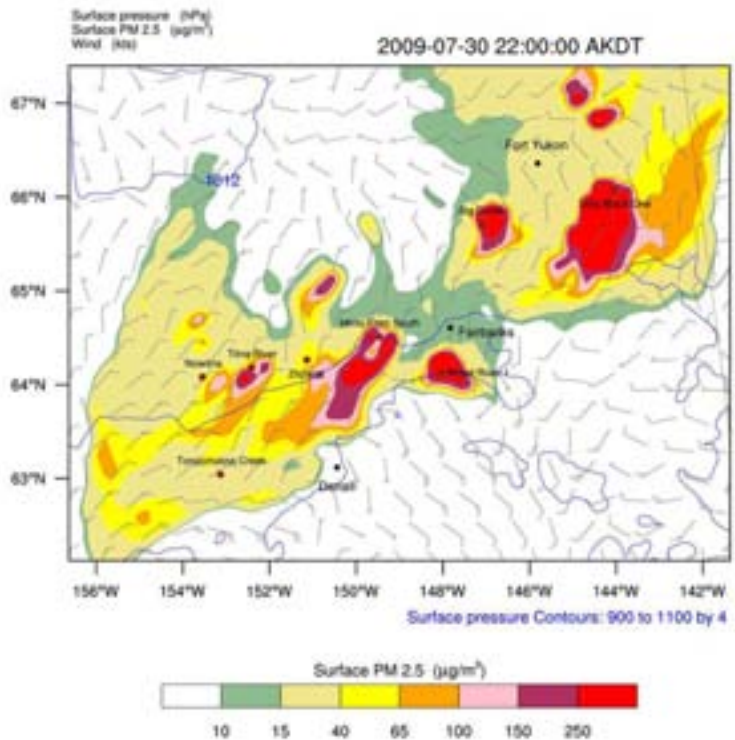 Surface pressure (hPa)
Surface PM 2.5 (μg/m³)
Wind (kts)
2009-07-30 22:00:00 AKDT
67°N
66°N
65°N
64°N
63°N
Fort Yukon
1012
Fairbanks
Nowitna
Denali
156°W 154°W 152°W 150°W 148°W 146°W 144°W 142°W
Surface pressure Contours: 900 to 1100 by 4
Surface PM 2.5 (μg/m³)
10 15 40 65 100 150 250